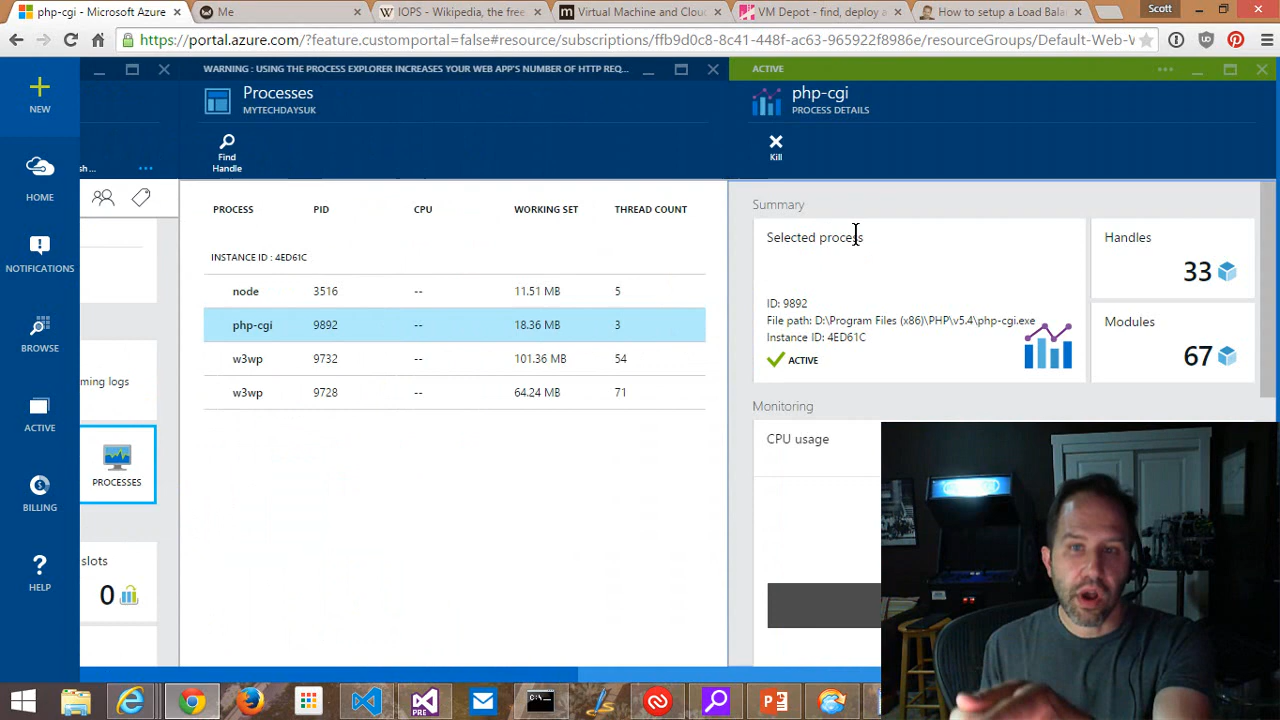 php-cgi - Microsoft Azure
Me
IOPS - Wikipedia, the free
Virtual Machine and Clou
VM Depot - find, deploy a
How to setup a Load Bala
Scott
https://portal.azure.com/?feature.customportal=false#resource/subscriptions/ffb9d0c8-8c41-448f-ac63-965922f8986e/resourceGroups/Default-Web-W
WARNING : USING THE PROCESS EXPLORER INCREASES YOUR WEB APP'S NUMBER OF HTTP REQ...
ACTIVE
Processes
MYTECHDAYSUK
php-cgi
PROCESS DETAILS
Find
Handle
Kill
NEW
HOME
NOTIFICATIONS
BROWSE
ACTIVE
BILLING
HELP
sh...
ming logs
PROCESSES
slots
0
PROCESS PID CPU WORKING SET THREAD COUNT
INSTANCE ID : 4ED61C
node 3516 -- 11.51 MB 5
php-cgi 9892 -- 18.36 MB 3
w3wp 9732 -- 101.36 MB 54
w3wp 9728 -- 64.24 MB 71
Summary
Selected process
ID: 9892
File path: D:\Program Files (x86)\PHP\v5.4\php-cgi.exe
Instance ID: 4ED61C
ACTIVE
Handles
33
Modules
67
Monitoring
CPU usage
PRE